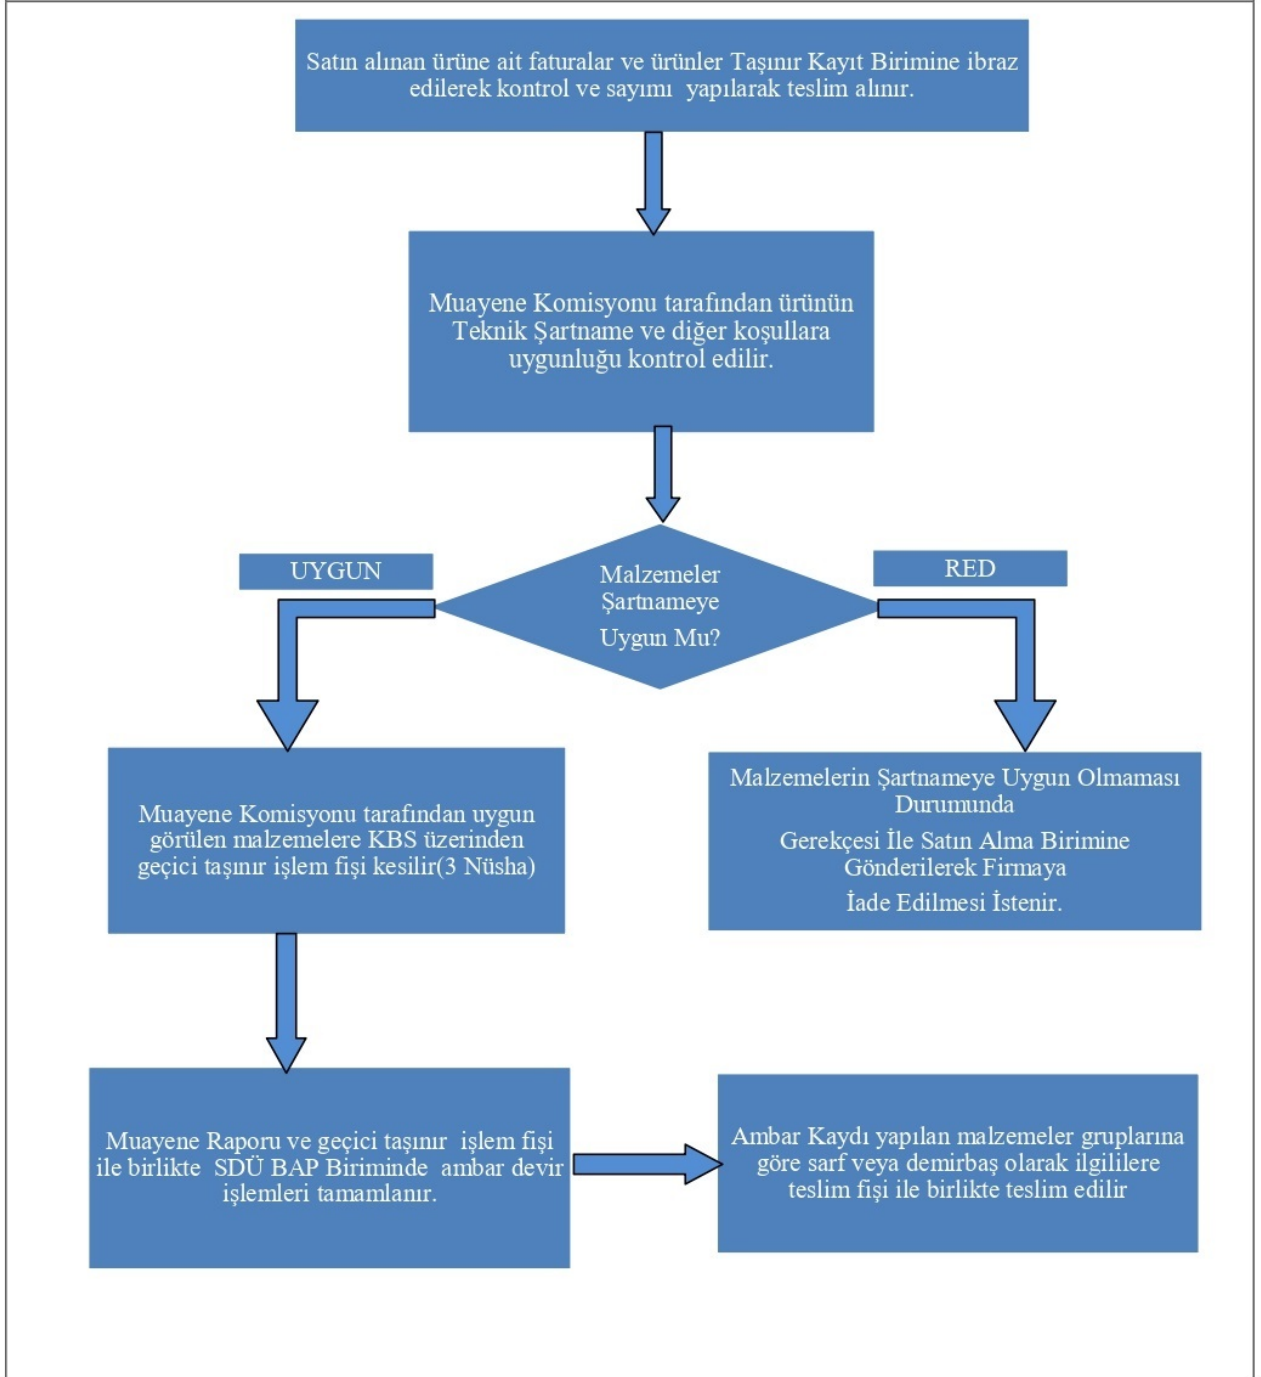 Satın alınan ürüne ait faturalar ve ürünler Taşınır Kayıt Birimine ibraz
edilerek kontrol ve sayımı yapılarak teslim alınır.
Muayene Komisyonu tarafından ürünün
Teknik Şartname ve diğer koşullara
uygunluğu kontrol edilir.
UYGUN
Malzemeler
Şartnameye
Uygun Mu?
RED
Muayene Komisyonu tarafından uygun
görülen malzemelere KBS üzerinden
geçici taşınır işlem fişi kesilir(3 Nüsha)
Malzemelerin Şartnameye Uygun Olmaması
Durumunda
Gerekçesi İle Satın Alma Birimine
Gönderilerek Firmaya
İade Edilmesi İstenir.
Muayene Raporu ve geçici taşınır işlem fişi
ile birlikte SDÜ BAP Biriminde ambar devir
işlemleri tamamlanır.
Ambar Kaydı yapılan malzemeler gruplarına
göre sarf veya demirbaş olarak ilgililere
teslim fişi ile birlikte teslim edilir